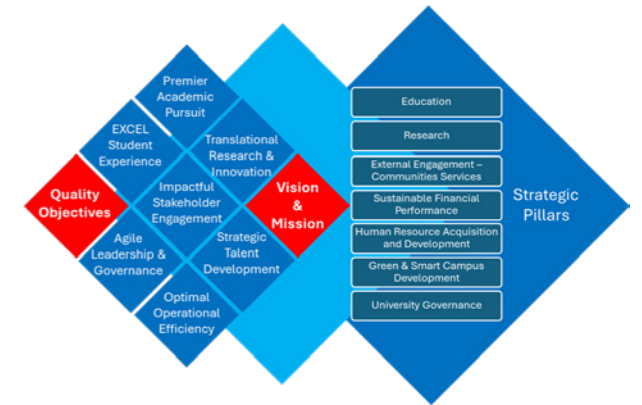 Premier
Academic
Pursuit
EXCEL
Student
Experience
Translational
Research &
Innovation
Quality
Objectives
Impactful
Stakeholder
Engagement
Vision
&
Mission
Agile
Leadership &
Governance
Strategic
Talent
Development
Optimal
Operational
Efficiency
Education
Research
External Engagement –
Communities Services
Sustainable Financial
Performance
Human Resource Acquisition
and Development
Green & Smart Campus
Development
University Governance
Strategic
Pillars